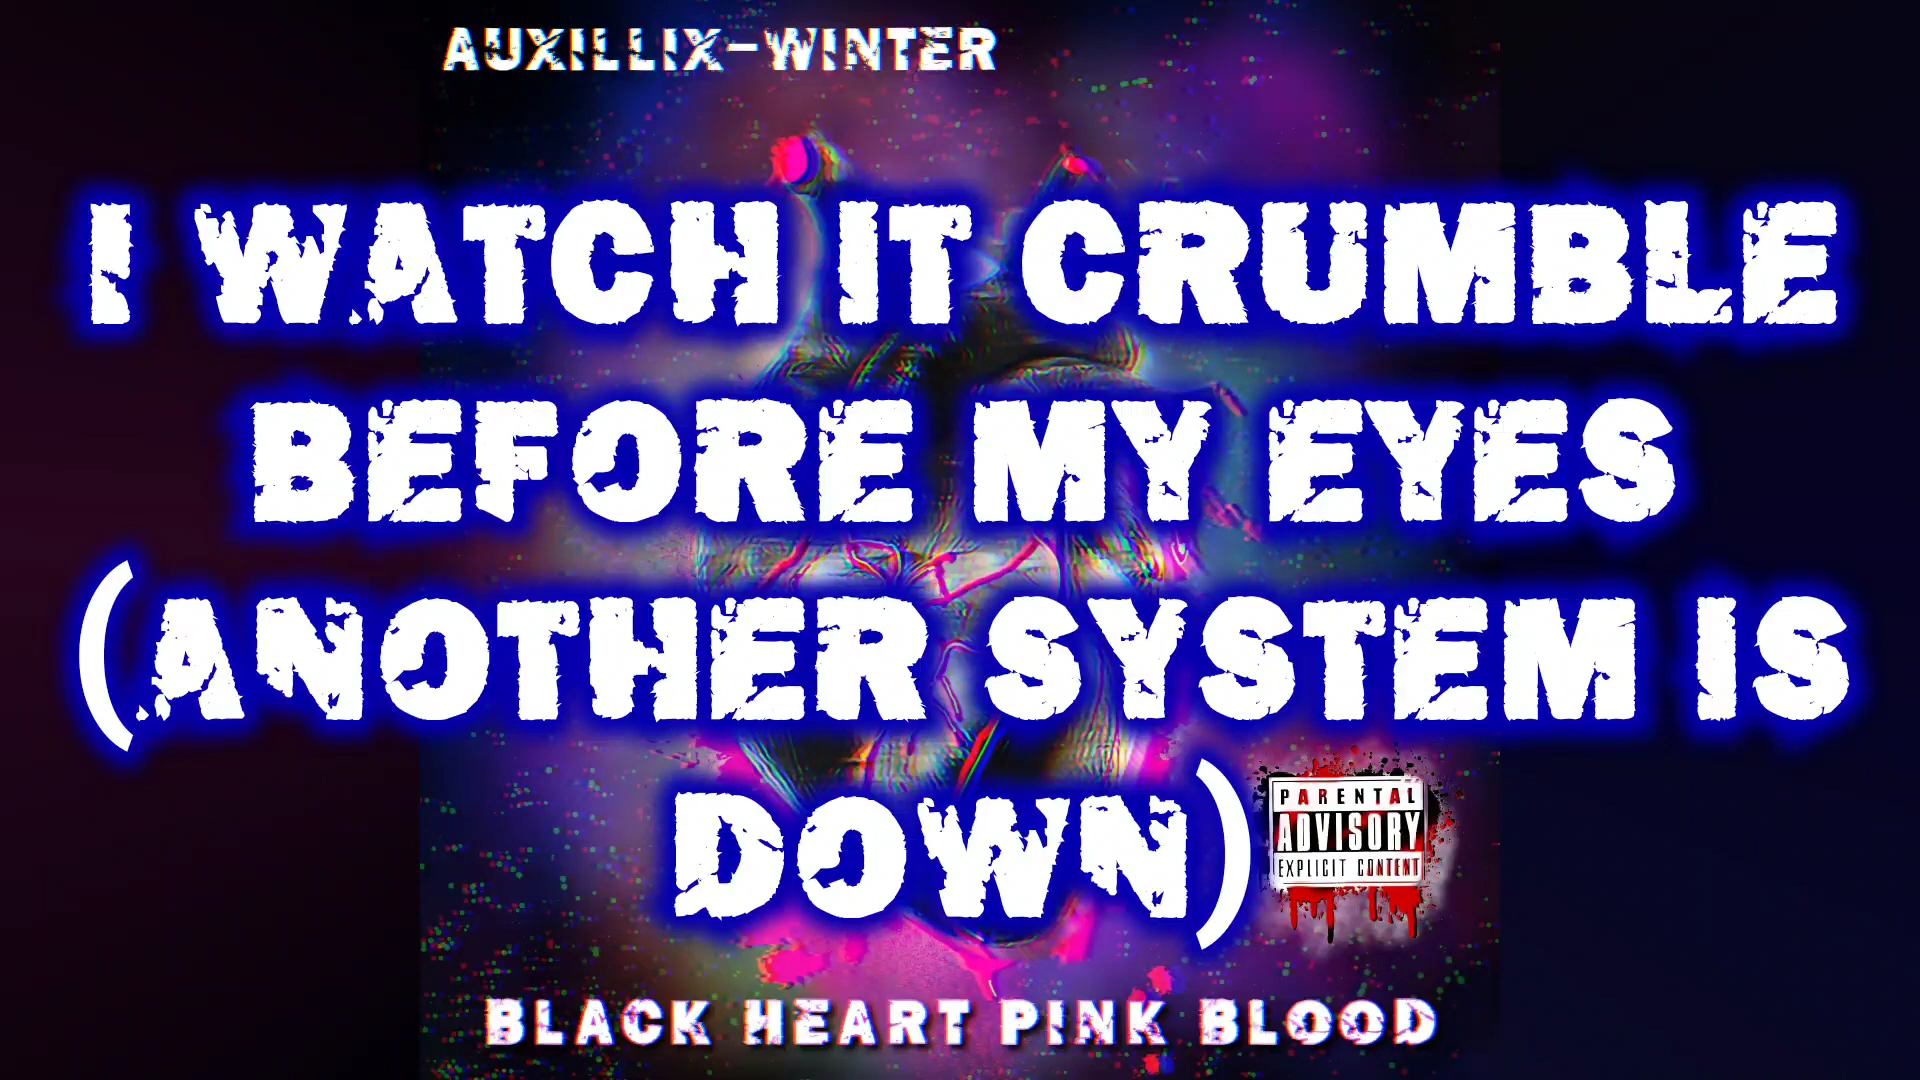 AUXILLIX-WINTER
I WATCH IT CRUMBLE
BEFORE MY EYES
(ANOTHER SYSTEM IS
DOWN)
PARENTAL
ADVISORY
EXPLICIT CONTENT
BLACK HEART PINK BLOOD